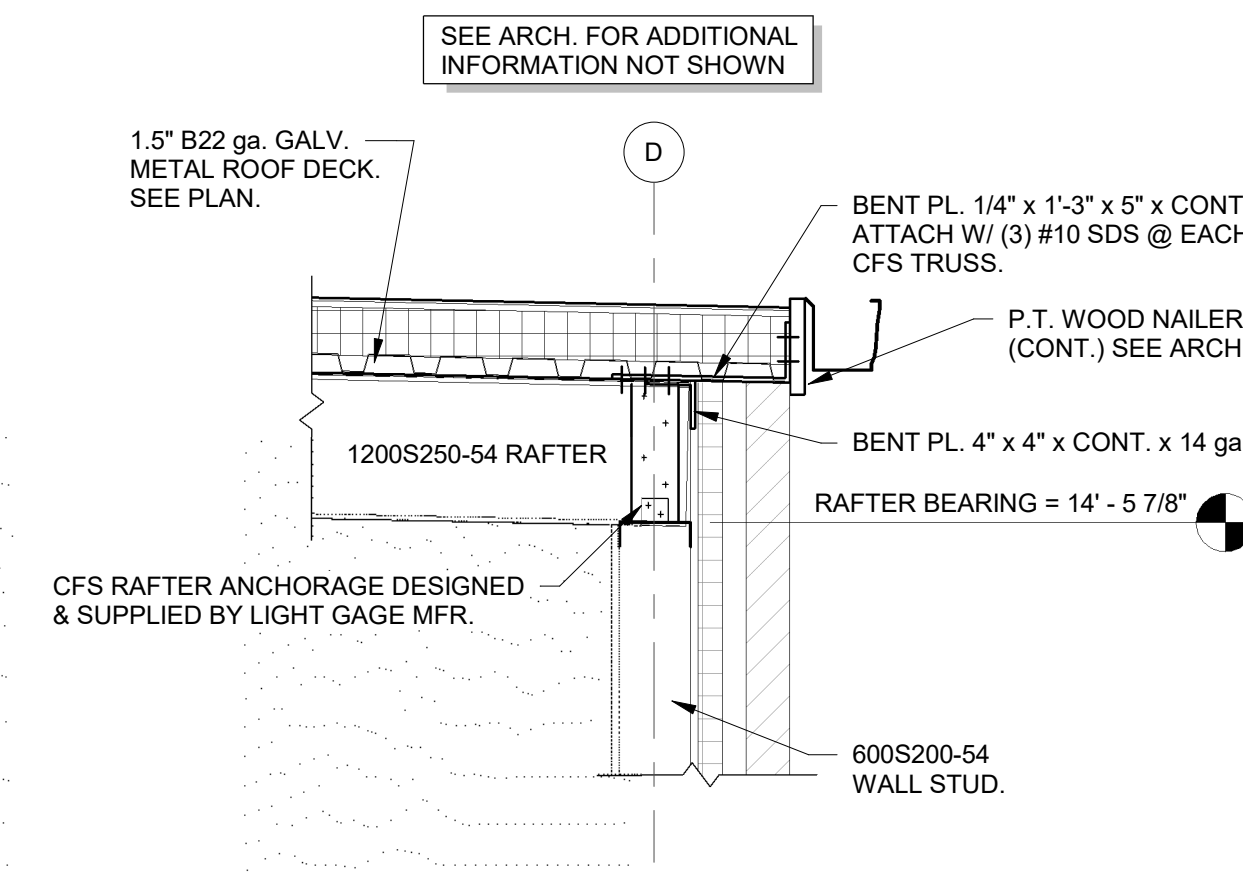 SEE ARCH. FOR ADDITIONAL
INFORMATION NOT SHOWN
1.5" B22 ga. GALV.
METAL ROOF DECK.
SEE PLAN.
D
BENT PL. 1/4" x 1'-3" x 5" x CONT
ATTACH W/ (3) #10 SDS @ EACH
CFS TRUSS.
P.T. WOOD NAILER
(CONT.) SEE ARCH
1200S250-54 RAFTER
BENT PL. 4" x 4" x CONT. x 14 ga
RAFTER BEARING = 14' - 5 7/8"
CFS RAFTER ANCHORAGE DESIGNED
& SUPPLIED BY LIGHT GAGE MFR.
600S200-54
WALL STUD.